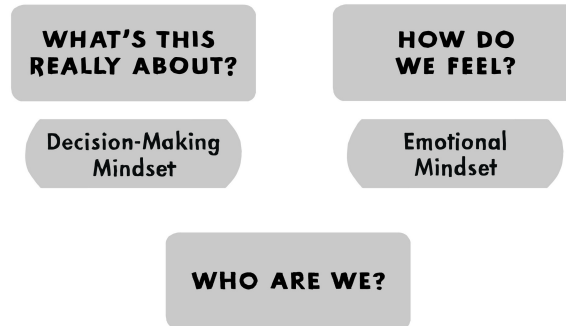 WHAT'S THIS
REALLY ABOUT?
HOW DO
WE FEEL?
Decision-Making
Mindset
Emotional
Mindset
WHO ARE WE?